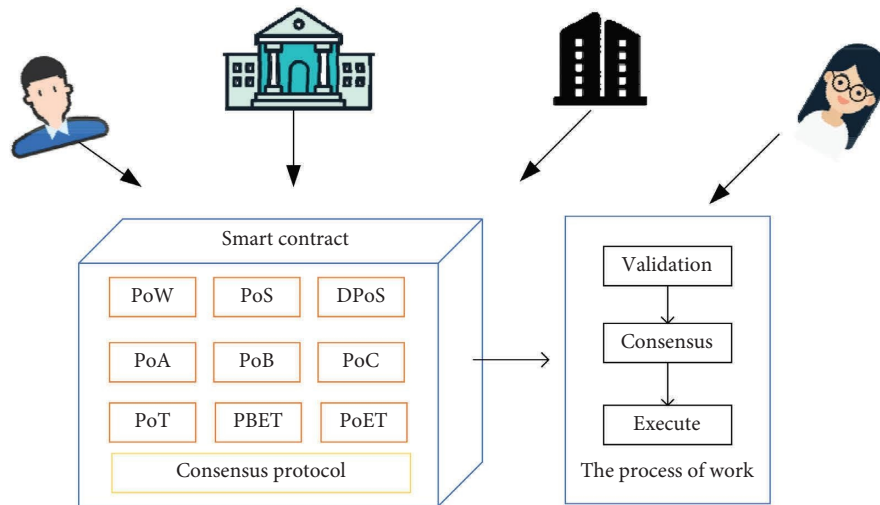 Smart contract
PoW
PoS
DPoS
PoA
PoB
PoC
PoT
PBET
PoET
Consensus protocol
Validation
Consensus
Execute
The process of work